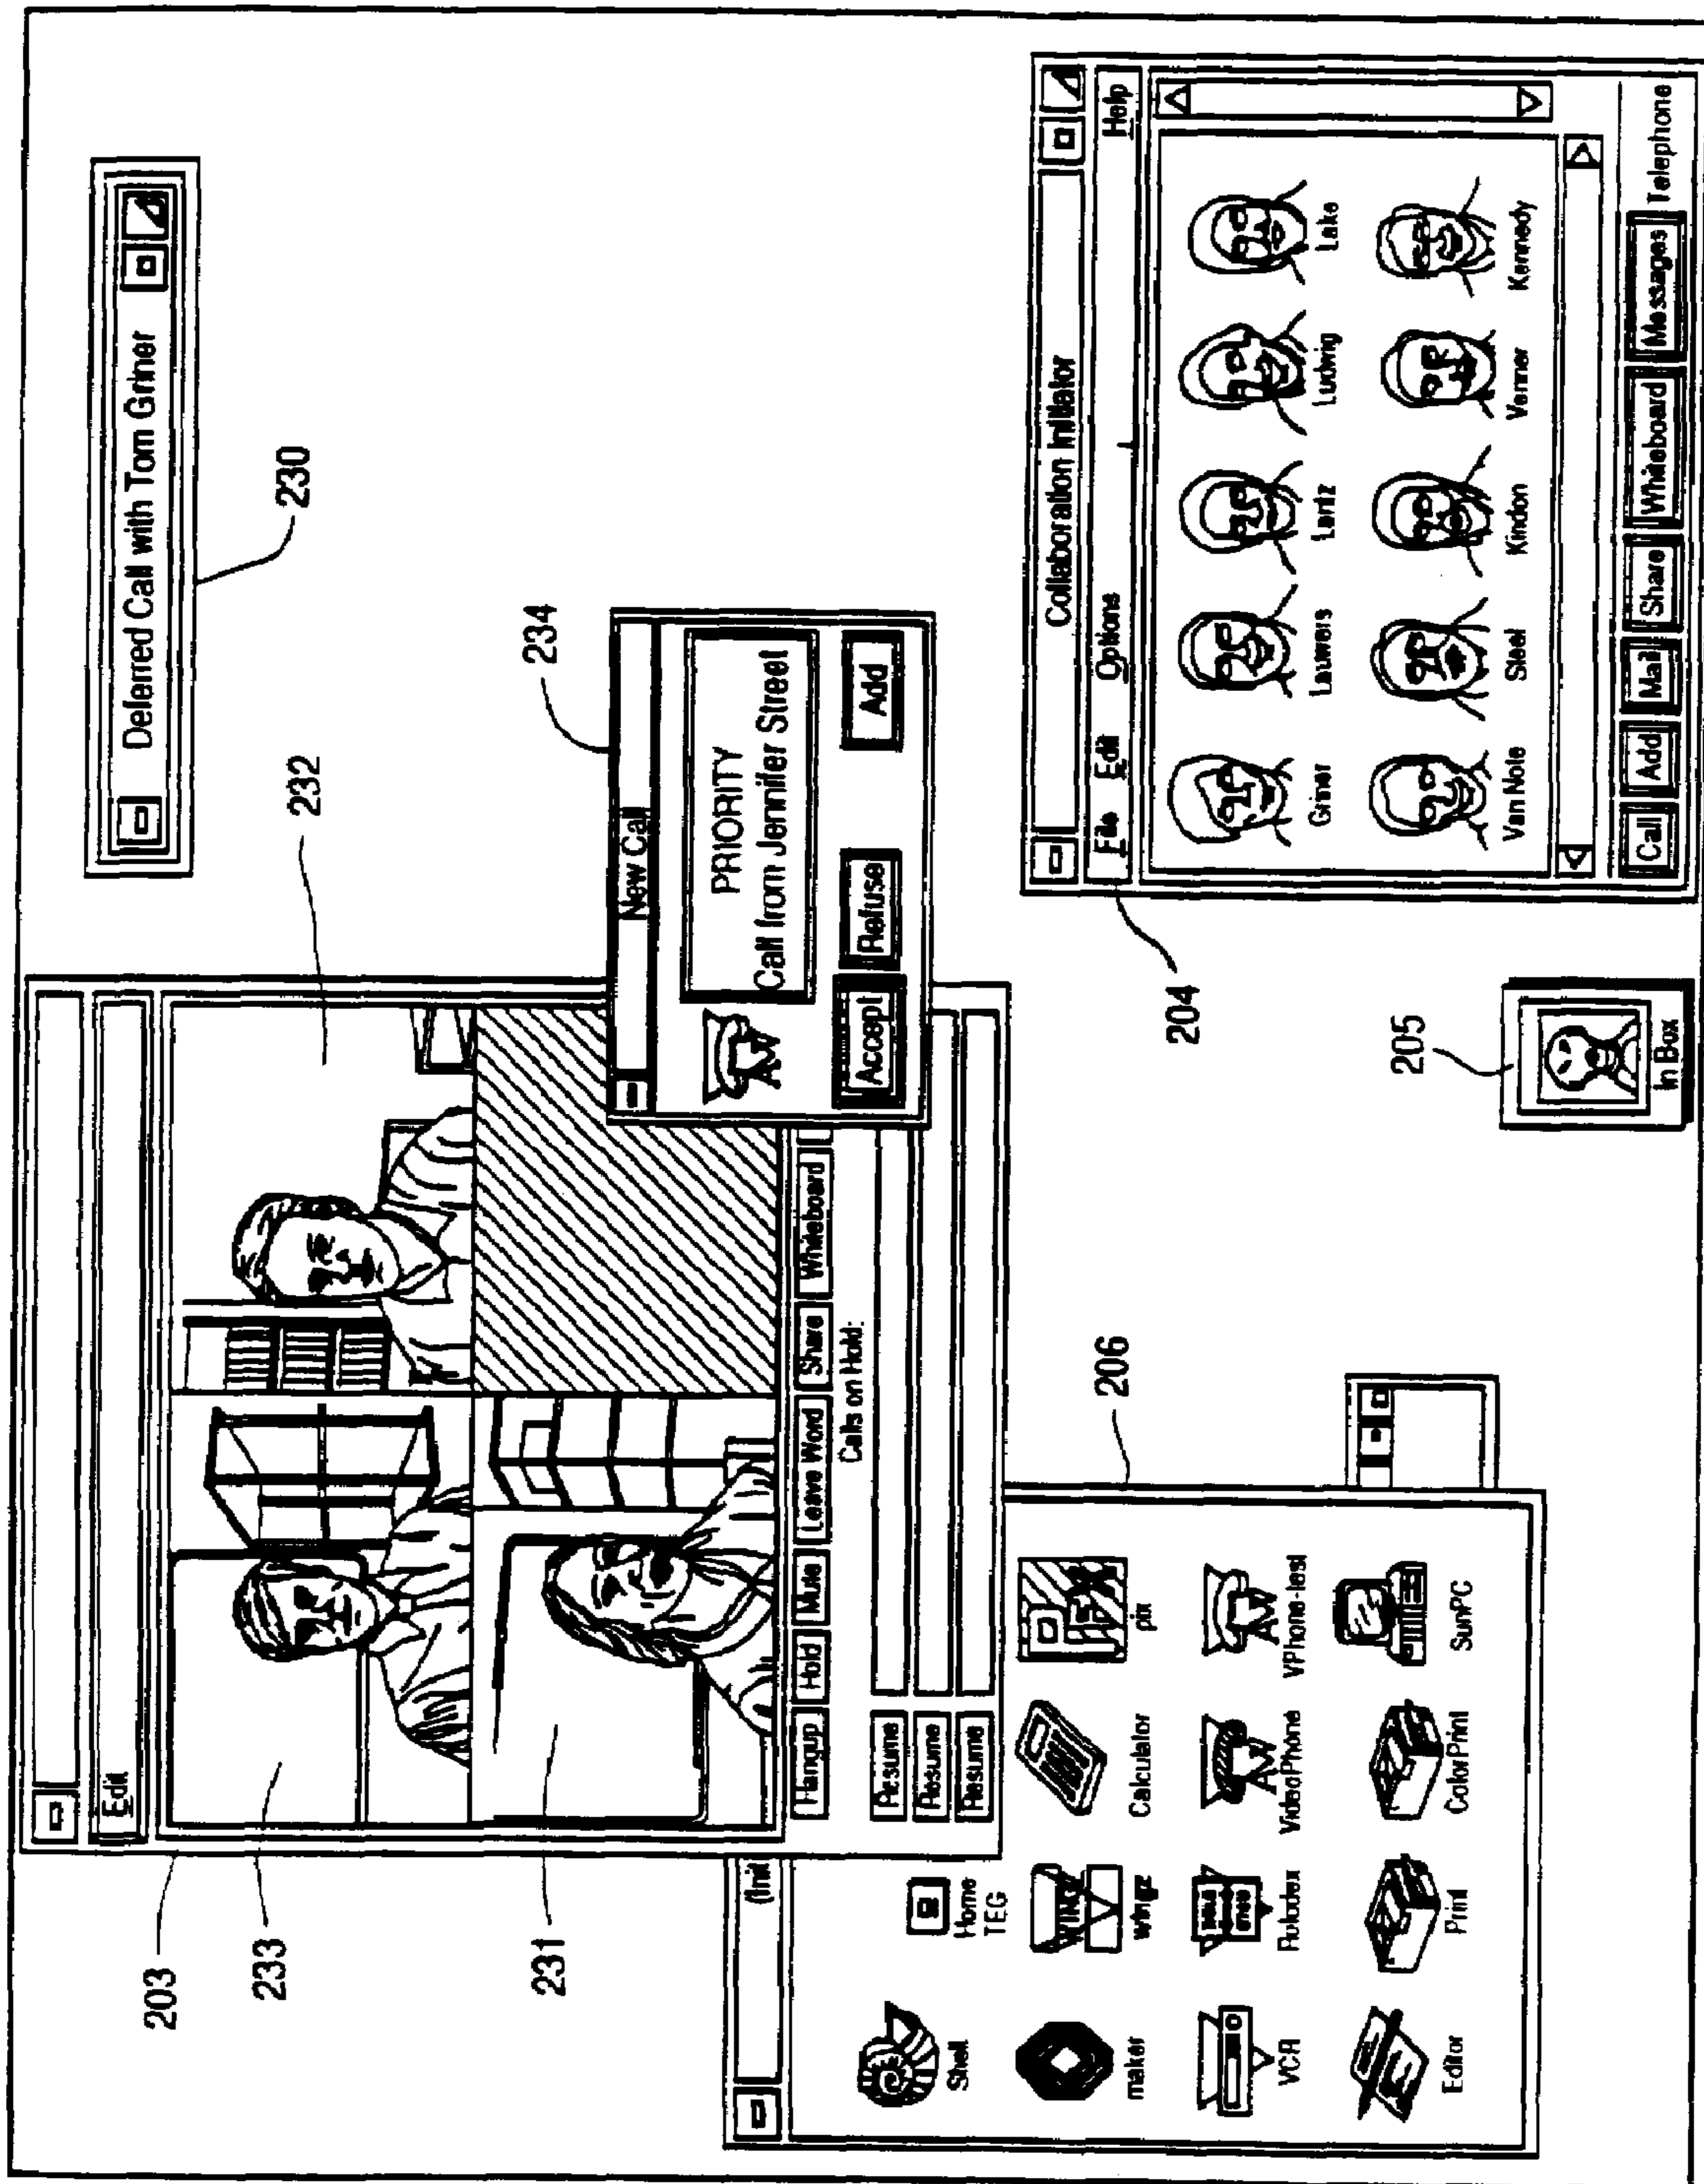 203
233
231
232
230
Deferred Call with Tom Griner
Edit
Hangup Hold Mute Leave Word Share Whiteboard
Calls on Hold:
Resume
Resume
Resume
234
New Call
PRIORITY
Call from Jennifer Street
Accept Refuse Add
(Init
206
Shell Home
TEG
maker wingz Calculator pix
VCR Rolodex VideoPhone VPhone-test
Editor Print ColorPrint SunPC
204
Collaboration Initiator
File Edit Options Help
Griner Lauwers Lantz Ludwig Lake
Van Note Steel Kindon Venner Kennedy
Call Add Mail Share Whiteboard Messages Telephone
205
In Box